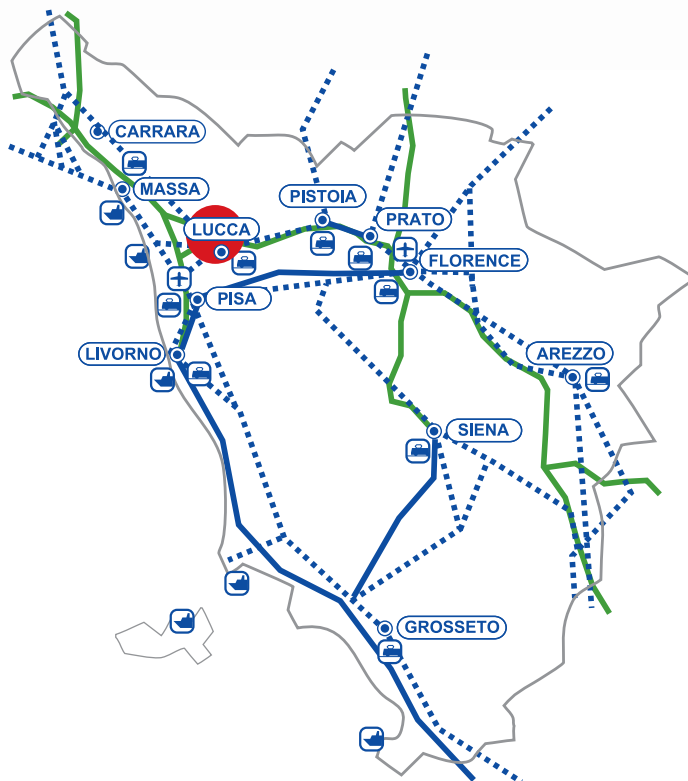 CARRARA
MASSA
PISTOIA
PRATO
LUCCA
FLORENCE
PISA
LIVORNO
AREZZO
SIENA
GROSSETO